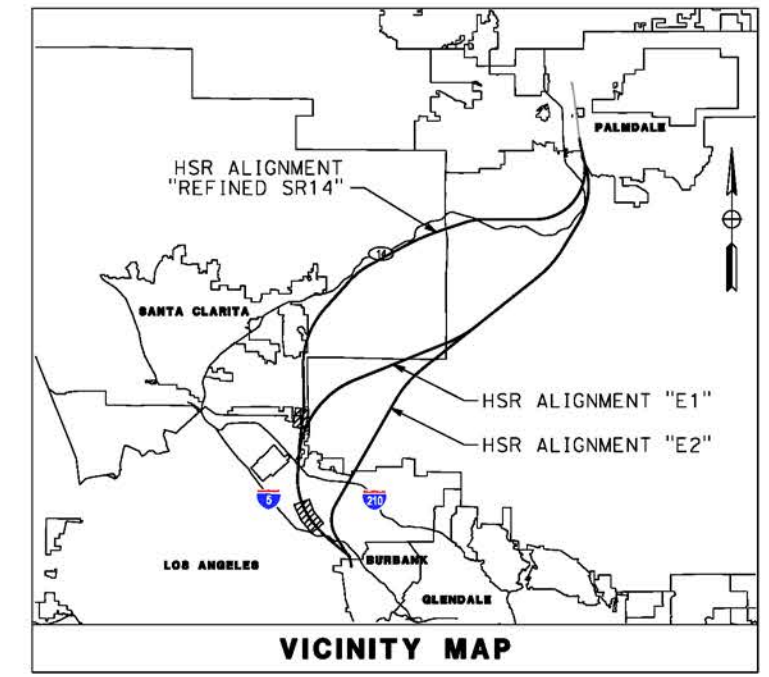 PALMDALE
HSR ALIGNMENT
"REFINED SR14"
14
SANTA CLARITA
HSR ALIGNMENT "E1"
HSR ALIGNMENT "E2"
5
210
LOS ANGELES
BURBANK
GLENDALE
VICINITY MAP